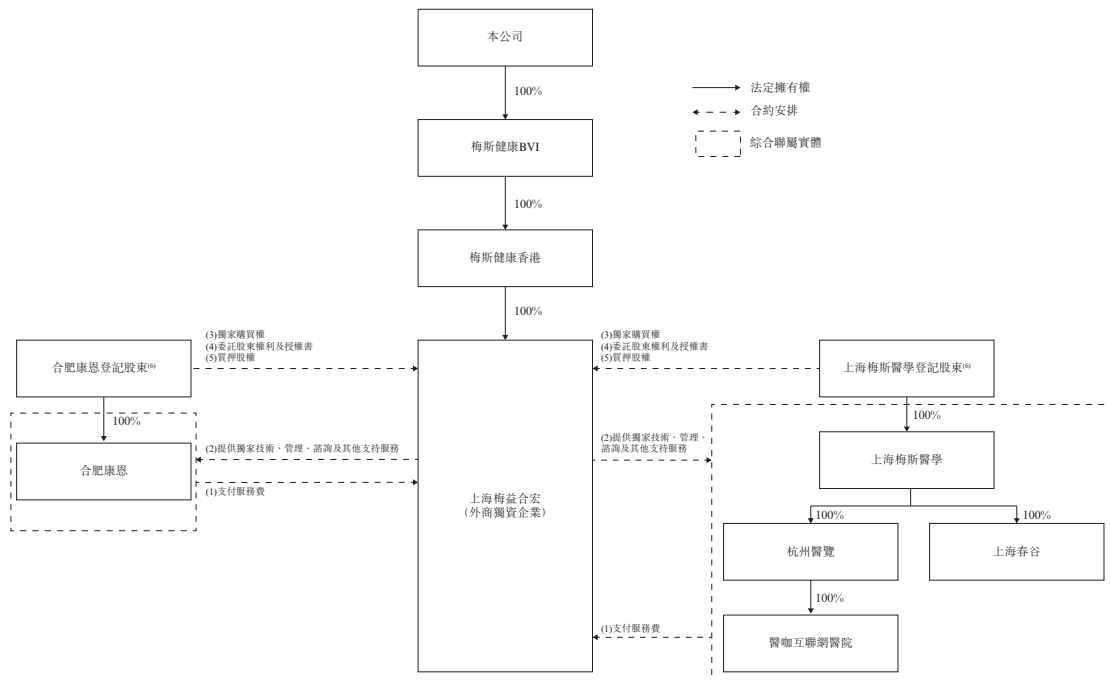 本公司
100%
法定擁有權
合約安排
綜合聯屬實體
梅斯健康BVI
100%
梅斯健康香港
100%
(3)獨家購買權
(4)委託股東權利及授權書
(5)質押股權
(3)獨家購買權
(4)委託股東權利及授權書
(5)質押股權
合肥康恩登記股東(6)
上海梅斯醫學登記股東(6)
100%
100%
(2)提供獨家技術、管理、諮詢及其他支持服務
(2)提供獨家技術、管理、
諮詢及其他支持服務
合肥康恩
上海梅斯醫學
(1)支付服務費
上海梅益合宏
(外商獨資企業)
100%
100%
杭州醫覽
上海春谷
100%
(1)支付服務費
醫咖互聯網醫院